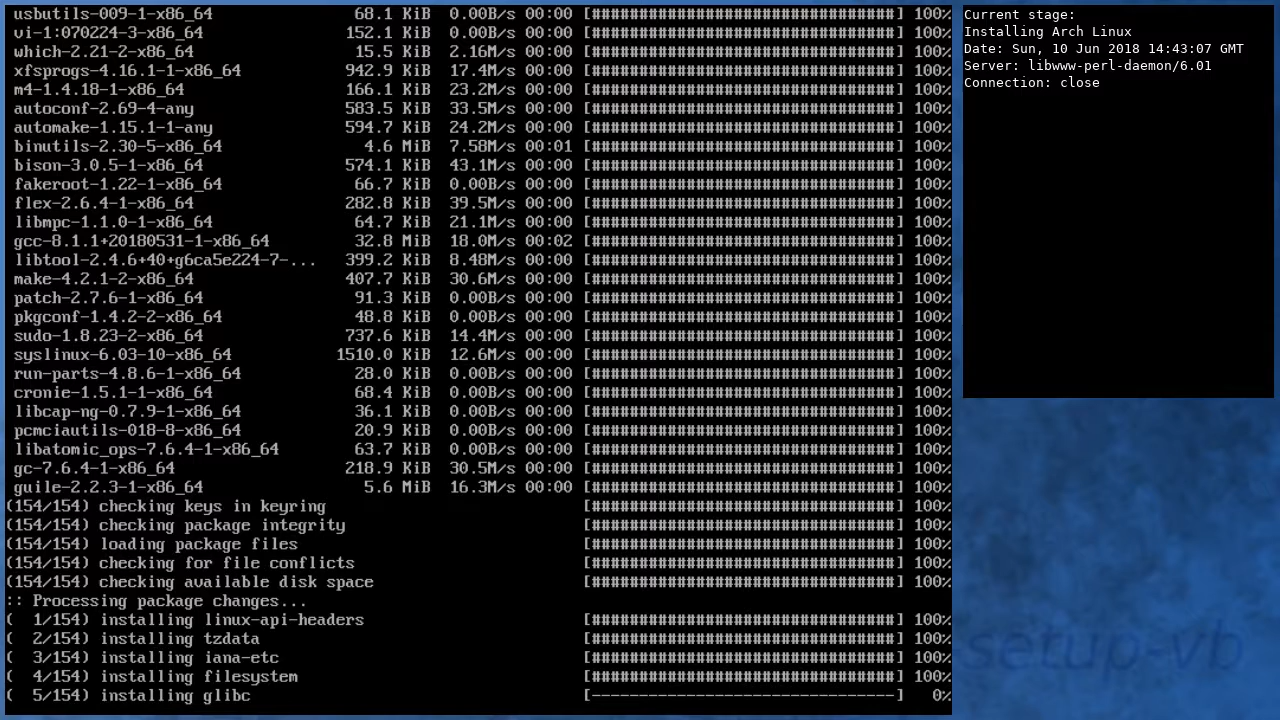 usbutils-009-1-x86_64 68.1 KiB 0.00B/s 00:00 [################################] 100%
vi-1:070224-3-x86_64 152.1 KiB 0.00B/s 00:00 [################################] 100%
which-2.21-2-x86_64 15.5 KiB 2.16M/s 00:00 [################################] 100%
xfsprogs-4.16.1-1-x86_64 942.9 KiB 17.4M/s 00:00 [################################] 100%
m4-1.4.18-1-x86_64 166.1 KiB 23.2M/s 00:00 [################################] 100%
autoconf-2.69-4-any 583.5 KiB 33.5M/s 00:00 [################################] 100%
automake-1.15.1-1-any 594.7 KiB 24.2M/s 00:00 [################################] 100%
binutils-2.30-5-x86_64 4.6 MiB 7.58M/s 00:01 [################################] 100%
bison-3.0.5-1-x86_64 574.1 KiB 43.1M/s 00:00 [################################] 100%
fakeroot-1.22-1-x86_64 66.7 KiB 0.00B/s 00:00 [################################] 100%
flex-2.6.4-1-x86_64 282.8 KiB 39.5M/s 00:00 [################################] 100%
libmpc-1.1.0-1-x86_64 64.7 KiB 21.1M/s 00:00 [################################] 100%
gcc-8.1.1+20180531-1-x86_64 32.8 MiB 18.0M/s 00:02 [################################] 100%
libtool-2.4.6+40+g6ca5e224-7-... 399.2 KiB 8.48M/s 00:00 [################################] 100%
make-4.2.1-2-x86_64 407.7 KiB 30.6M/s 00:00 [################################] 100%
patch-2.7.6-1-x86_64 91.3 KiB 0.00B/s 00:00 [################################] 100%
pkgconf-1.4.2-2-x86_64 48.8 KiB 0.00B/s 00:00 [################################] 100%
sudo-1.8.23-2-x86_64 737.6 KiB 14.4M/s 00:00 [################################] 100%
syslinux-6.03-10-x86_64 1510.0 KiB 12.6M/s 00:00 [################################] 100%
run-parts-4.8.6-1-x86_64 28.0 KiB 0.00B/s 00:00 [################################] 100%
cronie-1.5.1-1-x86_64 68.4 KiB 0.00B/s 00:00 [################################] 100%
libcap-ng-0.7.9-1-x86_64 36.1 KiB 0.00B/s 00:00 [################################] 100%
pcmciautils-018-8-x86_64 20.9 KiB 0.00B/s 00:00 [################################] 100%
libatomic_ops-7.6.4-1-x86_64 63.7 KiB 0.00B/s 00:00 [################################] 100%
gc-7.6.4-1-x86_64 218.9 KiB 30.5M/s 00:00 [################################] 100%
guile-2.2.3-1-x86_64 5.6 MiB 16.3M/s 00:00 [################################] 100%
(154/154) checking keys in keyring [################################] 100%
(154/154) checking package integrity [################################] 100%
(154/154) loading package files [################################] 100%
(154/154) checking for file conflicts [################################] 100%
(154/154) checking available disk space [################################] 100%
:: Processing package changes...
( 1/154) installing linux-api-headers [################################] 100%
( 2/154) installing tzdata [################################] 100%
( 3/154) installing iana-etc [################################] 100%
( 4/154) installing filesystem [################################] 100%
( 5/154) installing glibc [--------------------------------] 0%
Current stage:
Installing Arch Linux
Date: Sun, 10 Jun 2018 14:43:07 GMT
Server: libwww-perl-daemon/6.01
Connection: close
setup-vb